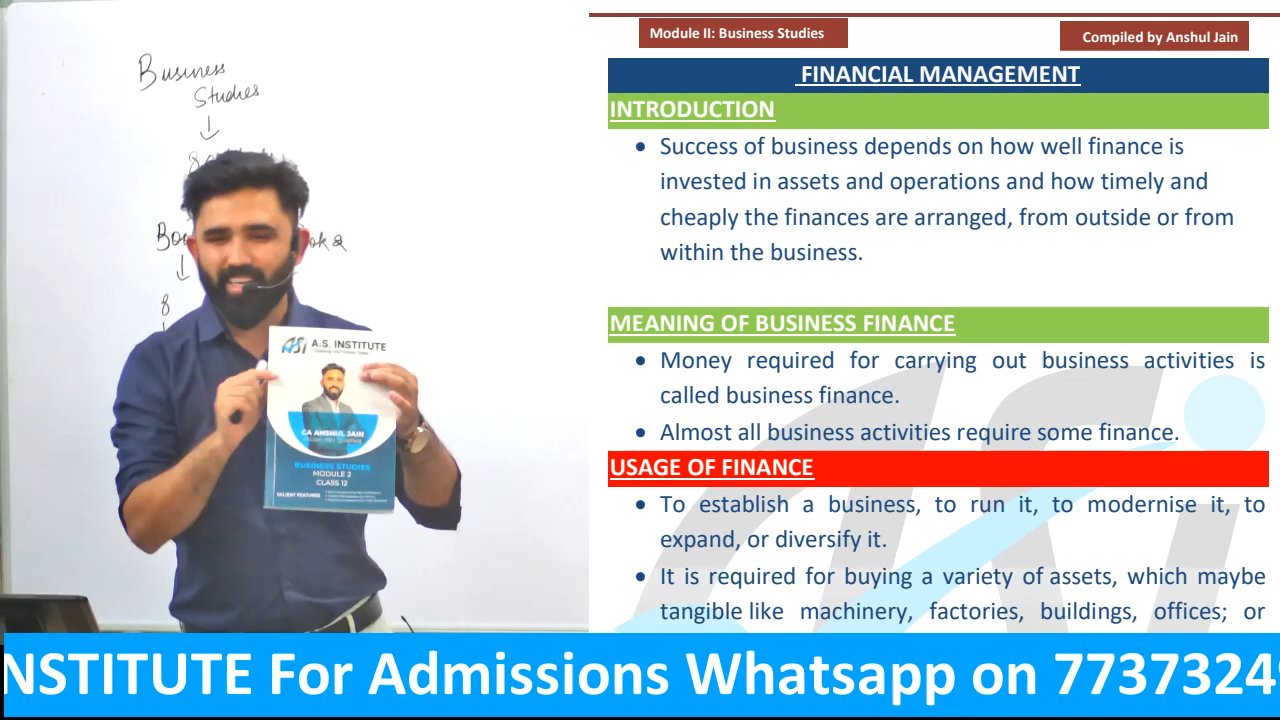 Business
Studies
8
A.S. INSTITUTE
CA ANSHUL JAIN
BUSINESS STUDIES
MODULE 2
CLASS 12
SALIENT FEATURES
Module II: Business Studies
Compiled by Anshul Jain
FINANCIAL MANAGEMENT
INTRODUCTION
• Success of business depends on how well finance is
invested in assets and operations and how timely and
cheaply the finances are arranged, from outside or from
within the business.
MEANING OF BUSINESS FINANCE
• Money required for carrying out business activities is
called business finance.
• Almost all business activities require some finance.
USAGE OF FINANCE
• To establish a business, to run it, to modernise it, to
expand, or diversify it.
• It is required for buying a variety of assets, which maybe
tangible like machinery, factories, buildings, offices; or
NSTITUTE For Admissions Whatsapp on 7737324